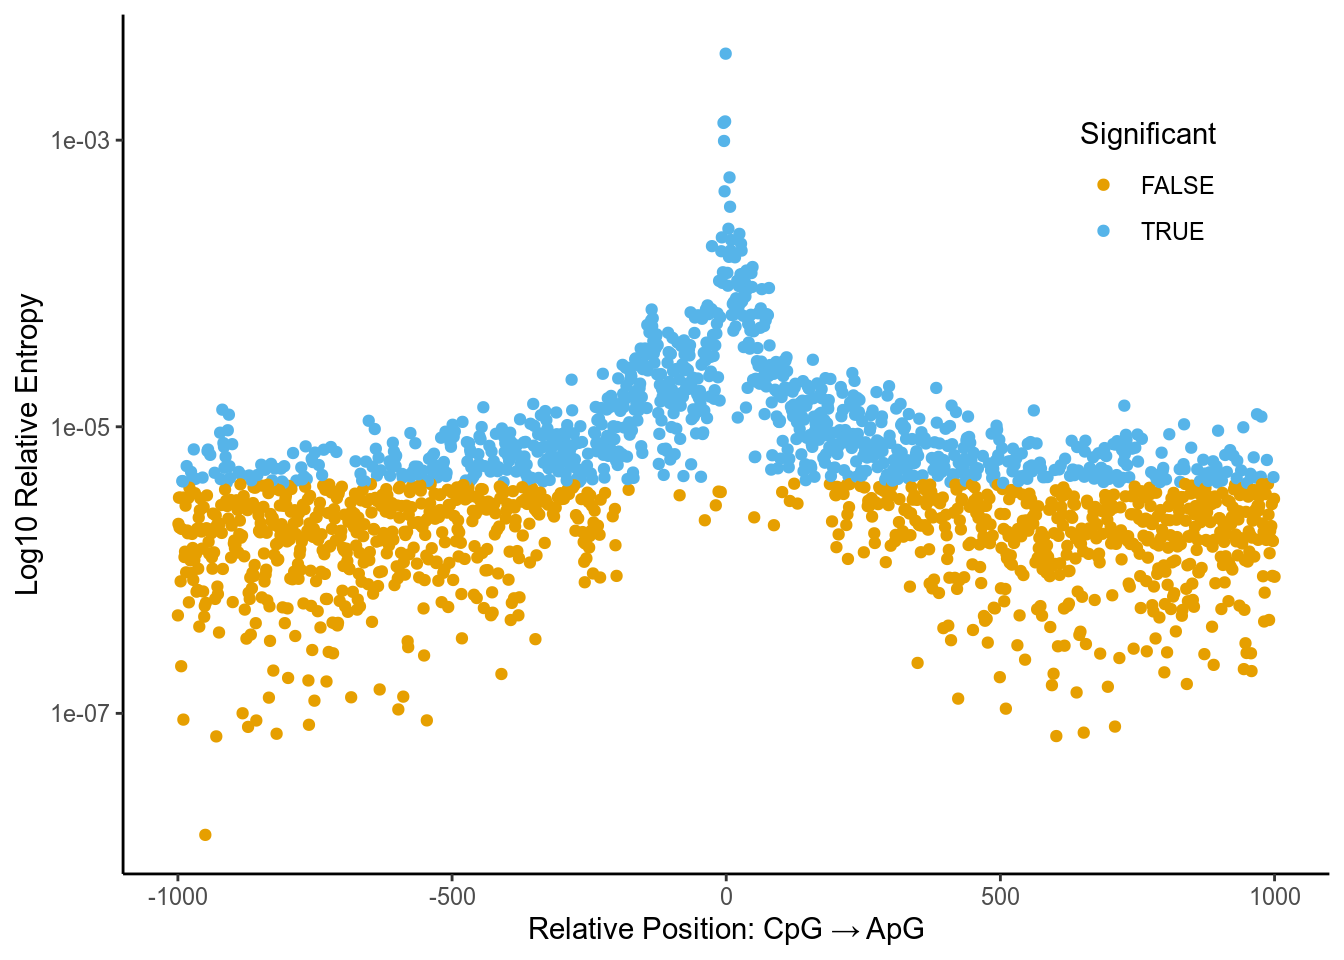 Significant
FALSE
TRUE
Log10 Relative Entropy
1e-03
1e-05
1e-07
-1000
-500
0
500
1000
Relative Position: CpG → ApG